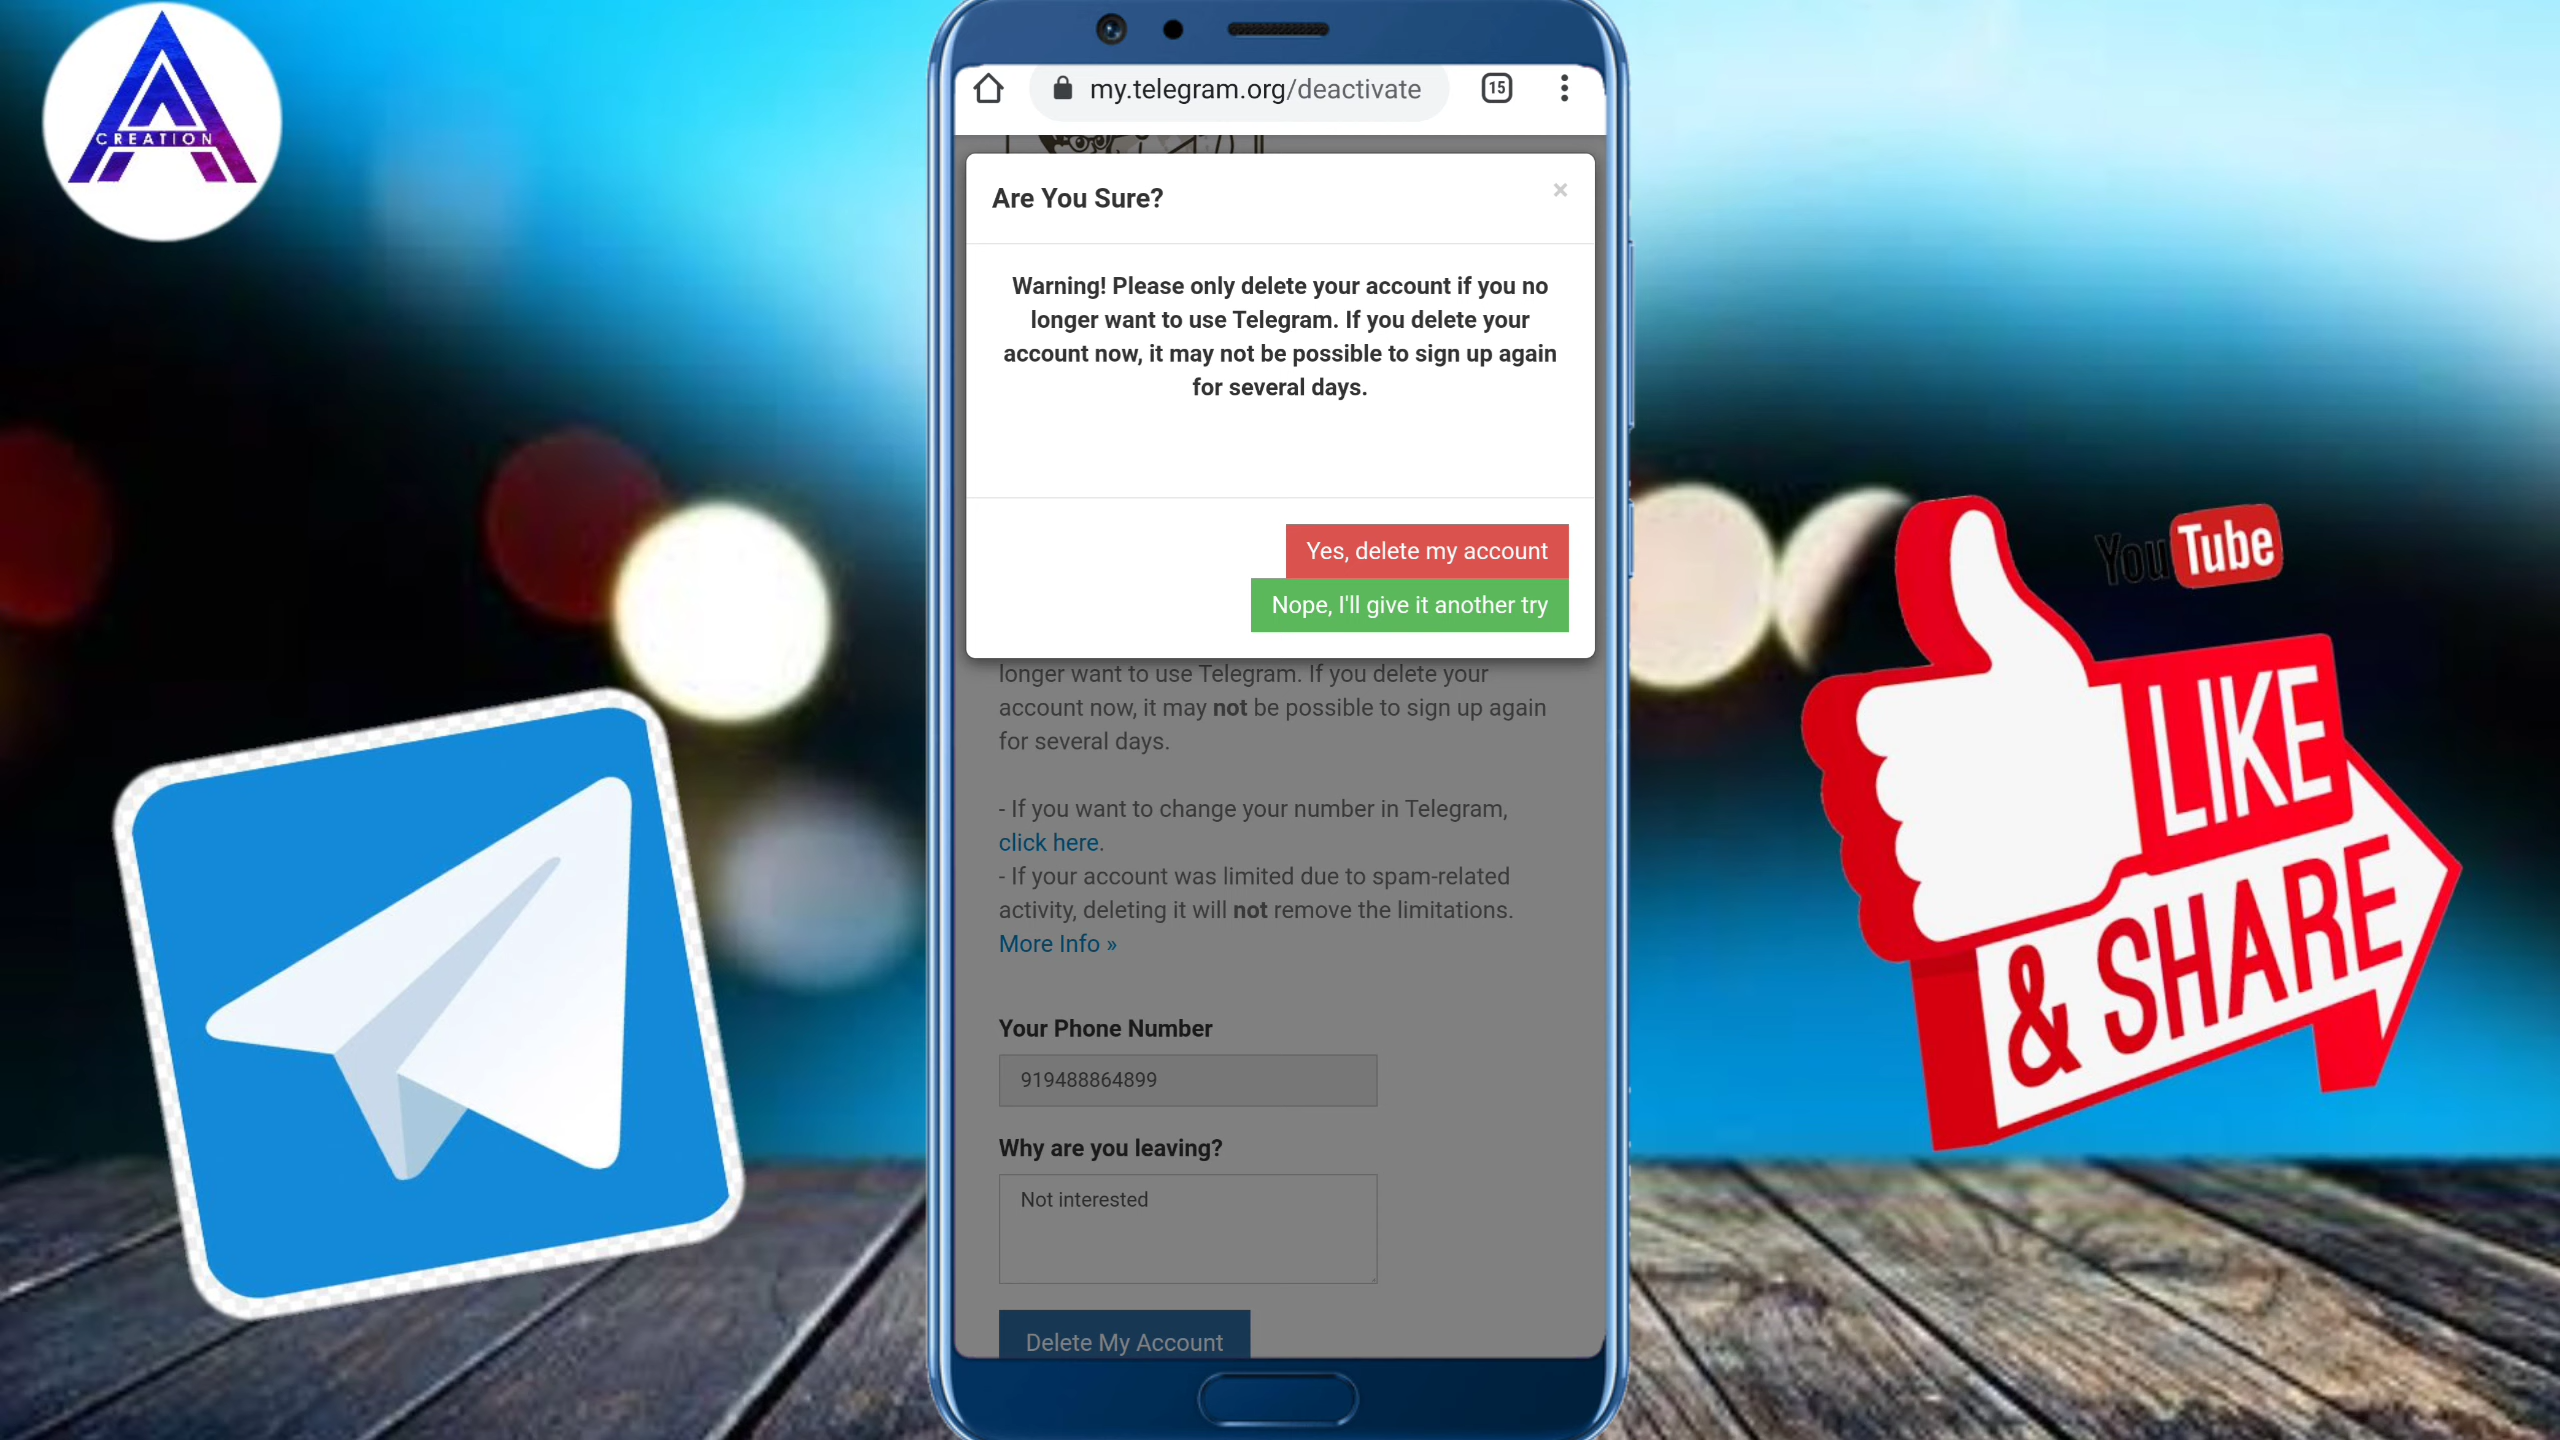 CREATION
my.telegram.org/deactivate
15
Are You Sure?
×
Warning! Please only delete your account if you no
longer want to use Telegram. If you delete your
account now, it may not be possible to sign up again
for several days.
Yes, delete my account
Nope, I'll give it another try
longer want to use Telegram. If you delete your
account now, it may not be possible to sign up again
for several days.
- If you want to change your number in Telegram,
click here.
- If your account was limited due to spam-related
activity, deleting it will not remove the limitations.
More Info »
Your Phone Number
919488864899
Why are you leaving?
Not interested
Delete My Account
YouTube
LIKE
& SHARE